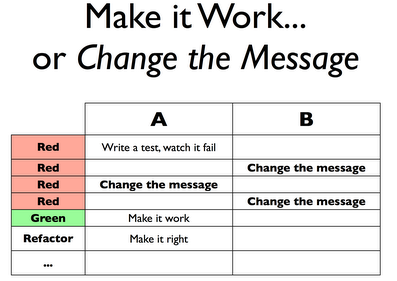 Make it Work...
or Change the Message
A B
Red Write a test, watch it fail
Red Change the message
Red Change the message
Red Change the message
Green Make it work
Refactor Make it right
...